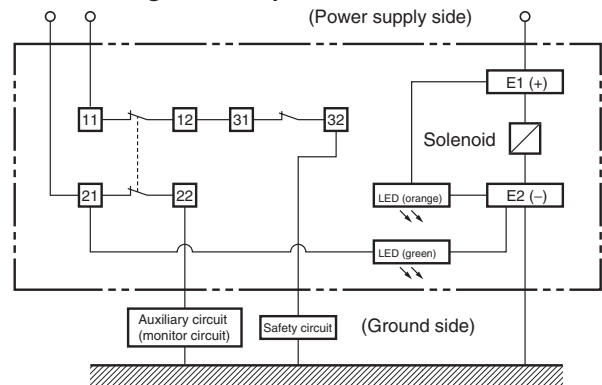 (Power supply side)
E1 (+)
11
12
31
32
Solenoid
21
22
LED (orange)
E2 (–)
LED (green)
Auxiliary circuit
(monitor circuit)
Safety circuit
(Ground side)